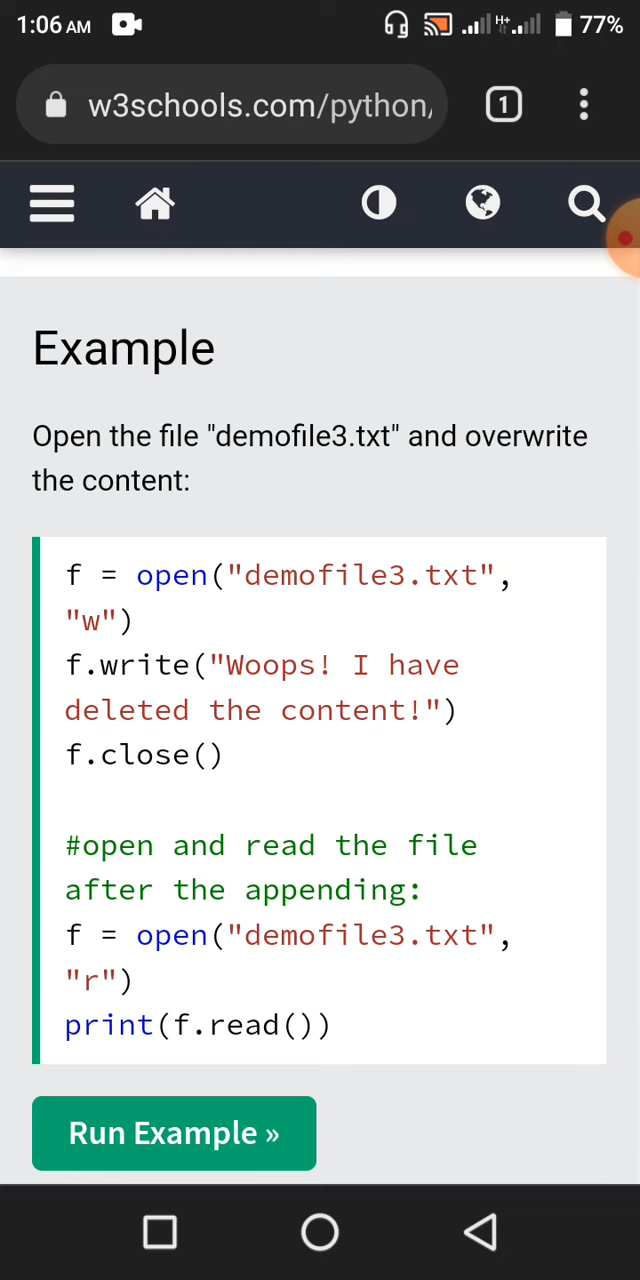 1:06 AM H+ 77%
w3schools.com/python, 1
Example
Open the file "demofile3.txt" and overwrite
the content:
f = open("demofile3.txt",
"w")
f.write("Woops! I have
deleted the content!")
f.close()
#open and read the file
after the appending:
f = open("demofile3.txt",
"r")
print(f.read())
Run Example »